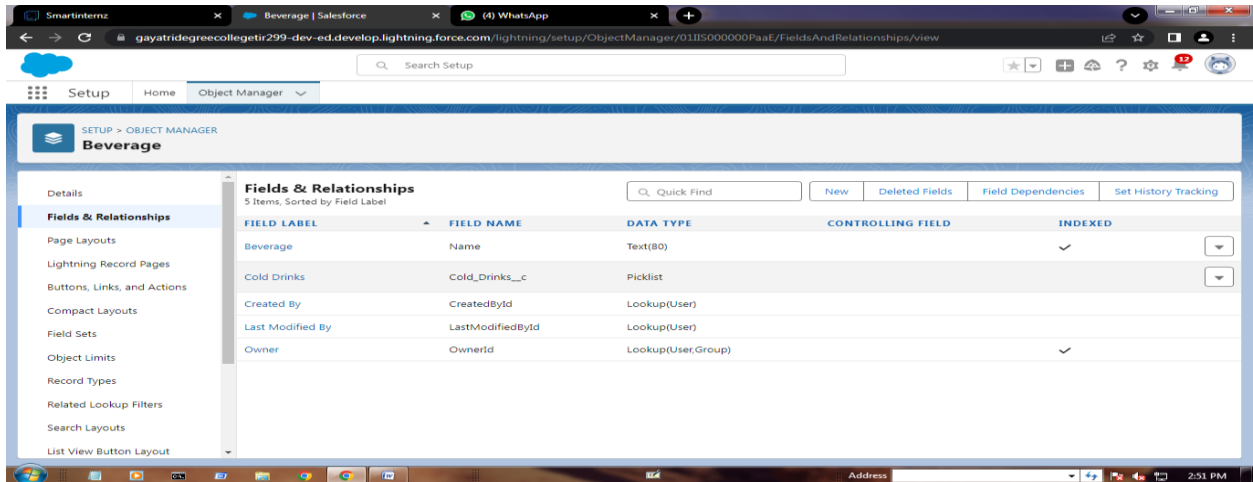 Smartinternz
Beverage | Salesforce
(4) WhatsApp
gayatridegreecollegetir299-dev-ed.develop.lightning.force.com/lightning/setup/ObjectManager/01IIS000000PaaE/FieldsAndRelationships/view
Search Setup
12
Setup Home Object Manager
SETUP > OBJECT MANAGER
Beverage
Details
Fields & Relationships
Page Layouts
Lightning Record Pages
Buttons, Links, and Actions
Compact Layouts
Field Sets
Object Limits
Record Types
Related Lookup Filters
Search Layouts
List View Button Layout
Fields & Relationships
5 Items, Sorted by Field Label
Quick Find
New Deleted Fields Field Dependencies Set History Tracking
FIELD LABEL FIELD NAME DATA TYPE CONTROLLING FIELD INDEXED
Beverage Name Text(80)
Cold Drinks Cold_Drinks__c Picklist
Created By CreatedById Lookup(User)
Last Modified By LastModifiedById Lookup(User)
Owner OwnerId Lookup(User,Group)
Address 2:51 PM